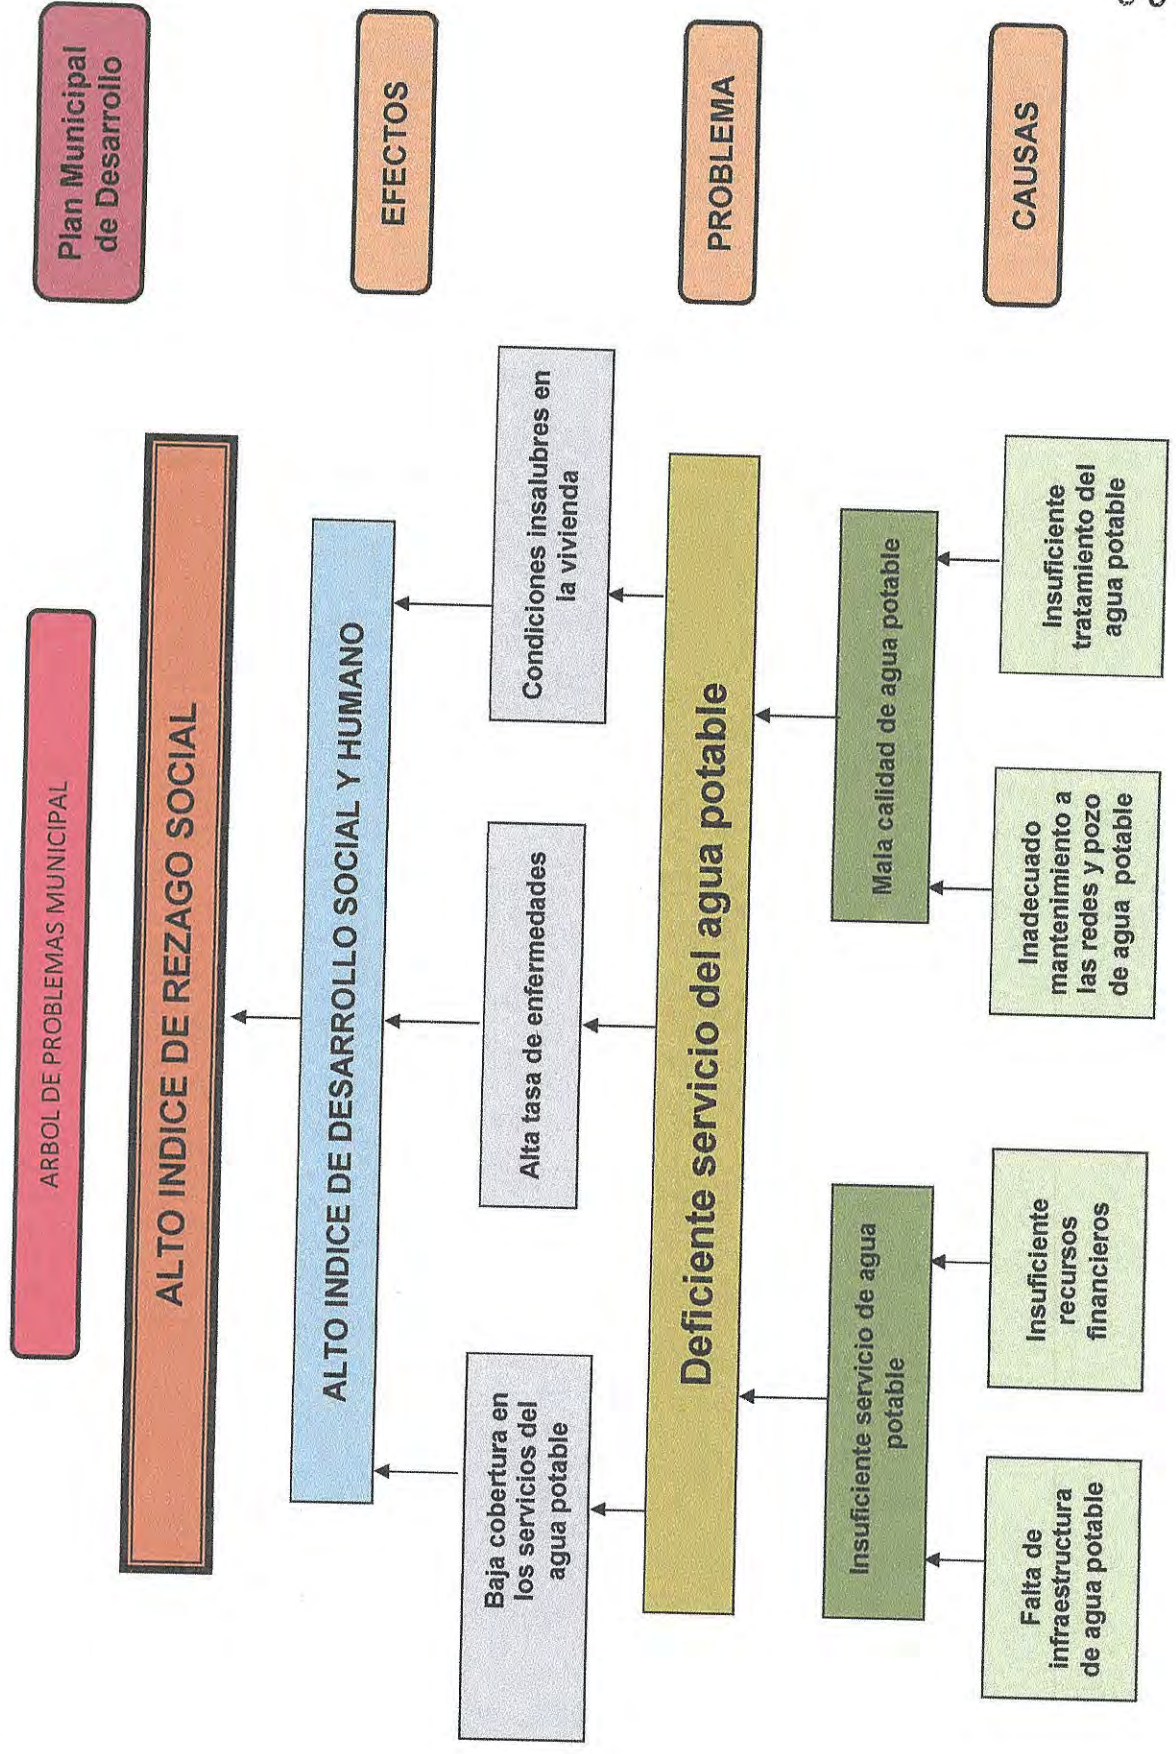 ARBOL DE PROBLEMAS MUNICIPAL
Plan Municipal
de Desarrollo
ALTO INDICE DE REZAGO SOCIAL
ALTO INDICE DE DESARROLLO SOCIAL Y HUMANO
EFECTOS
Baja cobertura en
los servicios del
agua potable
Alta tasa de enfermedades
Condiciones insalubres en
la vivienda
Deficiente servicio del agua potable
PROBLEMA
Insuficiente servicio de agua
potable
Mala calidad de agua potable
CAUSAS
Falta de
infraestructura
de agua potable
Insuficiente
recursos
financieros
Inadecuado
mantenimiento a
las redes y pozo
de agua potable
Insuficiente
tratamiento del
agua potable